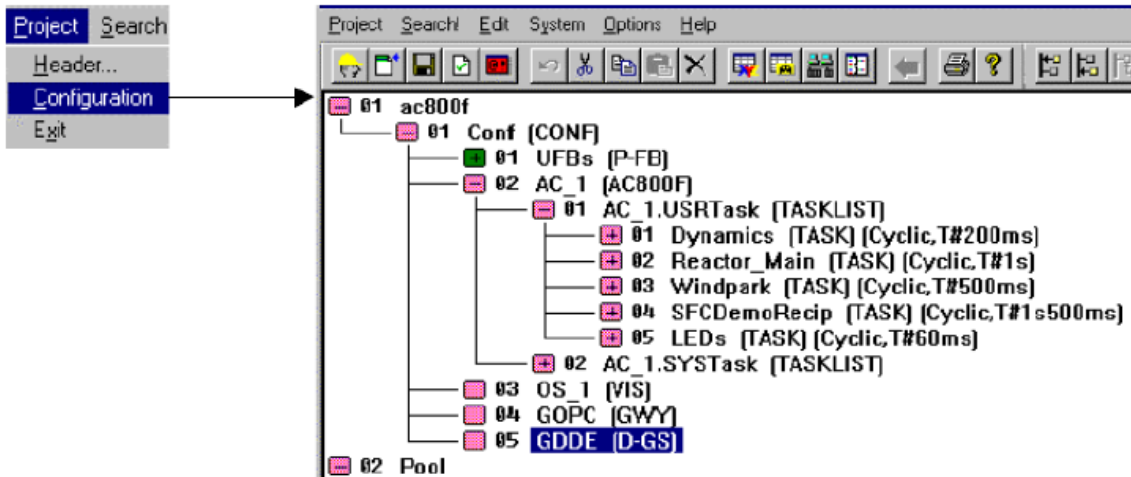 Project Search
Header...
Configuration
Exit
Project Search! Edit System Options Help
01 ac800f
01 Conf (CONF)
01 UFBs (P-FB)
02 AC_1 (AC800F)
01 AC_1.USRTask (TASKLIST)
01 Dynamics (TASK) (Cyclic,T#200ms)
02 Reactor_Main (TASK) (Cyclic,T#1s)
03 Windpark (TASK) (Cyclic,T#500ms)
04 SFCDemoRecip (TASK) (Cyclic,T#1s500ms)
05 LEDs (TASK) (Cyclic,T#60ms)
02 AC_1.SYSTask (TASKLIST)
03 OS_1 (VIS)
04 GOPC (GWY)
05 GDDE (D-GS)
02 Pool